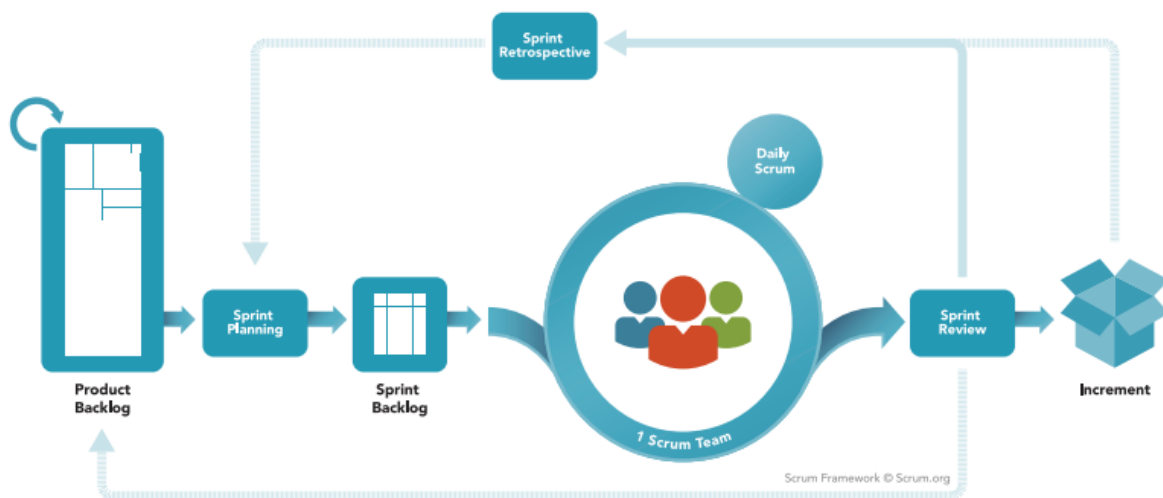 Sprint
Retrospective
Daily
Scrum
Sprint
Planning
Sprint
Review
Product
Backlog
Sprint
Backlog
Increment
1 Scrum Team
Scrum Framework © Scrum.org